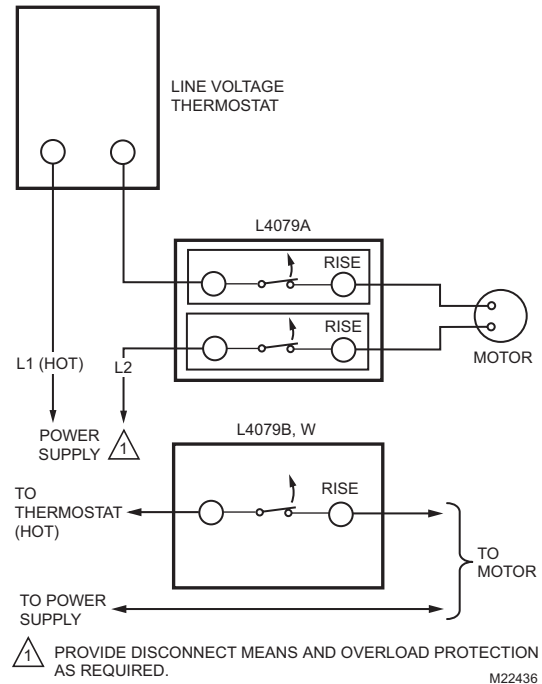 LINE VOLTAGE
THERMOSTAT
L4079A
RISE
RISE
MOTOR
L1 (HOT)
L2
POWER
SUPPLY
1
L4079B, W
RISE
TO
THERMOSTAT
(HOT)
TO
MOTOR
TO POWER
SUPPLY
1 PROVIDE DISCONNECT MEANS AND OVERLOAD PROTECTION
AS REQUIRED.
M22436